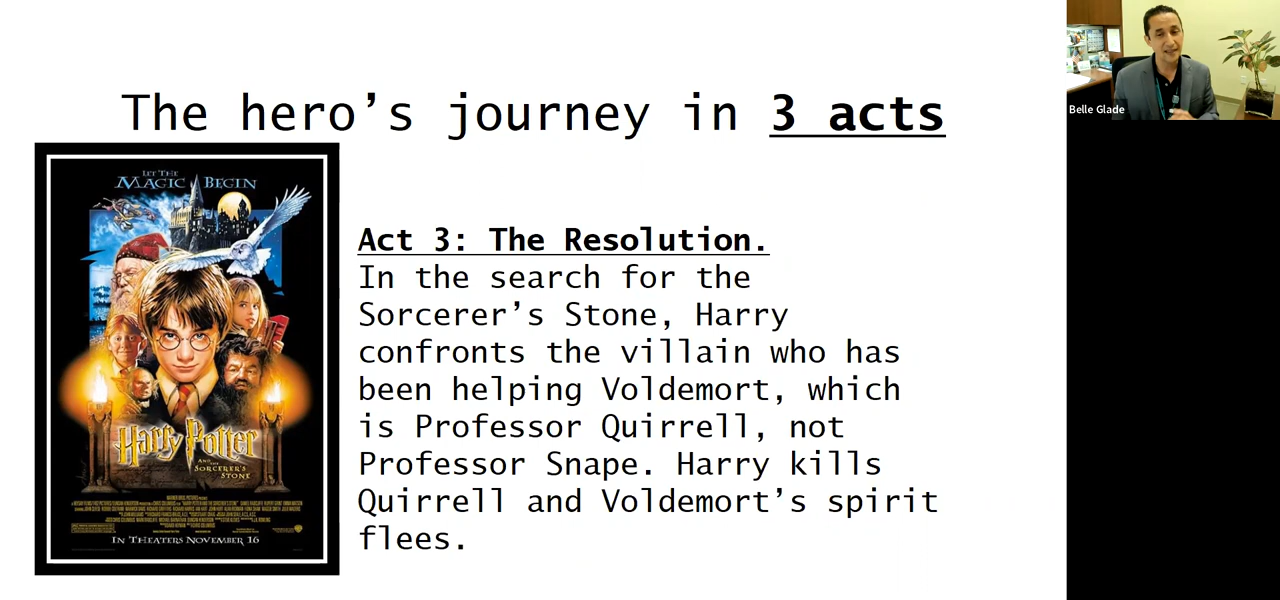 The hero’s journey in 3 acts
LET THE
MAGIC BEGIN
Harry Potter
AND THE
SORCERER'S
STONE
IN THEATERS NOVEMBER 16
Act 3: The Resolution.
In the search for the
Sorcerer’s Stone, Harry
confronts the villain who has
been helping Voldemort, which
is Professor Quirrell, not
Professor Snape. Harry kills
Quirrell and Voldemort’s spirit
flees.
Belle Glade